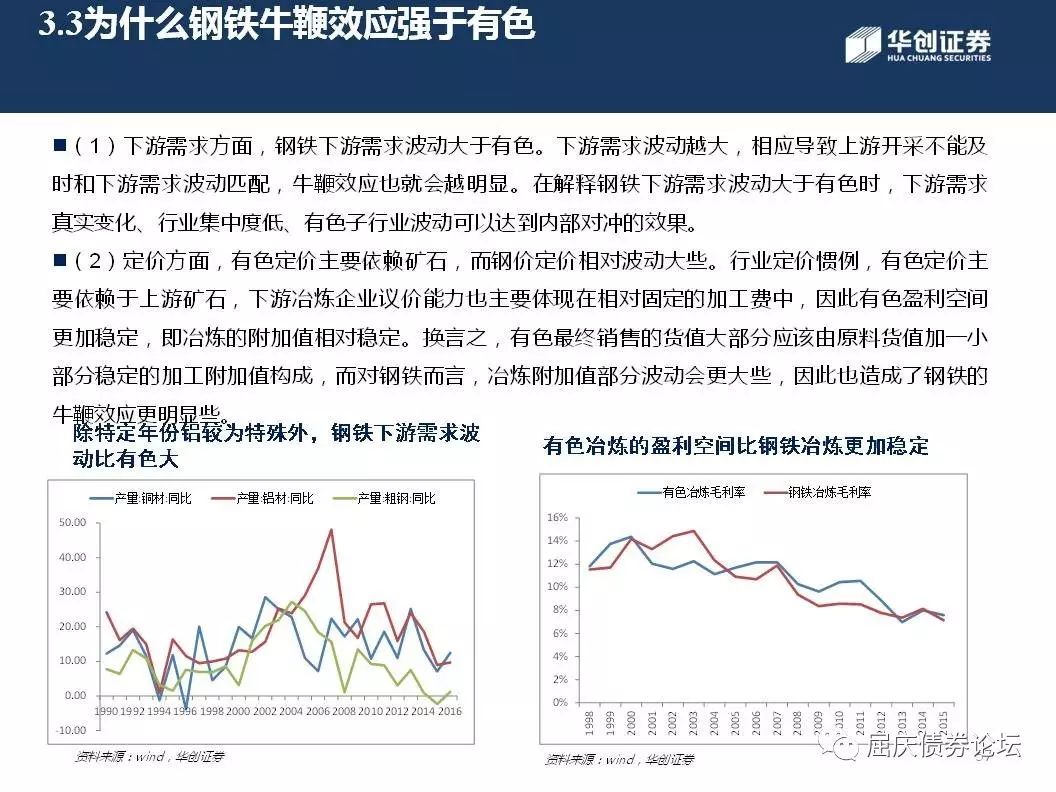 3.3为什么钢铁牛鞭效应强于有色
华创证券
HUA CHUANG SECURITIES
■（1）下游需求方面，钢铁下游需求波动大于有色。下游需求波动越大，相应导致上游开采不能及
时和下游需求波动匹配，牛鞭效应也就会越明显。在解释钢铁下游需求波动大于有色时，下游需求
真实变化、行业集中度低、有色子行业波动可以达到内部对冲的效果。
■（2）定价方面，有色定价主要依赖矿石，而钢价定价相对波动大些。行业定价惯例，有色定价主
要依赖于上游矿石，下游冶炼企业议价能力也主要体现在相对固定的加工费中，因此有色盈利空间
更加稳定，即冶炼的附加值相对稳定。换言之，有色最终销售的货值大部分应该由原料货值加一小
部分稳定的加工附加值构成，而对钢铁而言，冶炼附加值部分波动会更大些，因此也造成了钢铁的
牛鞭效应更明显些。
除特定年份铝较为特殊外，钢铁下游需求波
动比有色大
产量:铜材:同比 产量:铝材:同比 产量:粗钢:同比
50.00
40.00
30.00
20.00
10.00
0.00
-10.00
1990 1992 1994 1996 1998 2000 2002 2004 2006 2008 2010 2012 2014 2016
资料来源：wind，华创证券
有色冶炼的盈利空间比钢铁冶炼更加稳定
有色冶炼毛利率 钢铁冶炼毛利率
16%
14%
12%
10%
8%
6%
4%
2%
0%
1998 1999 2000 2001 2002 2003 2004 2005 2006 2007 2008 2009 2010 2011 2012 2013 2014 2015
资料来源：wind，华创证券
屈庆债券论坛